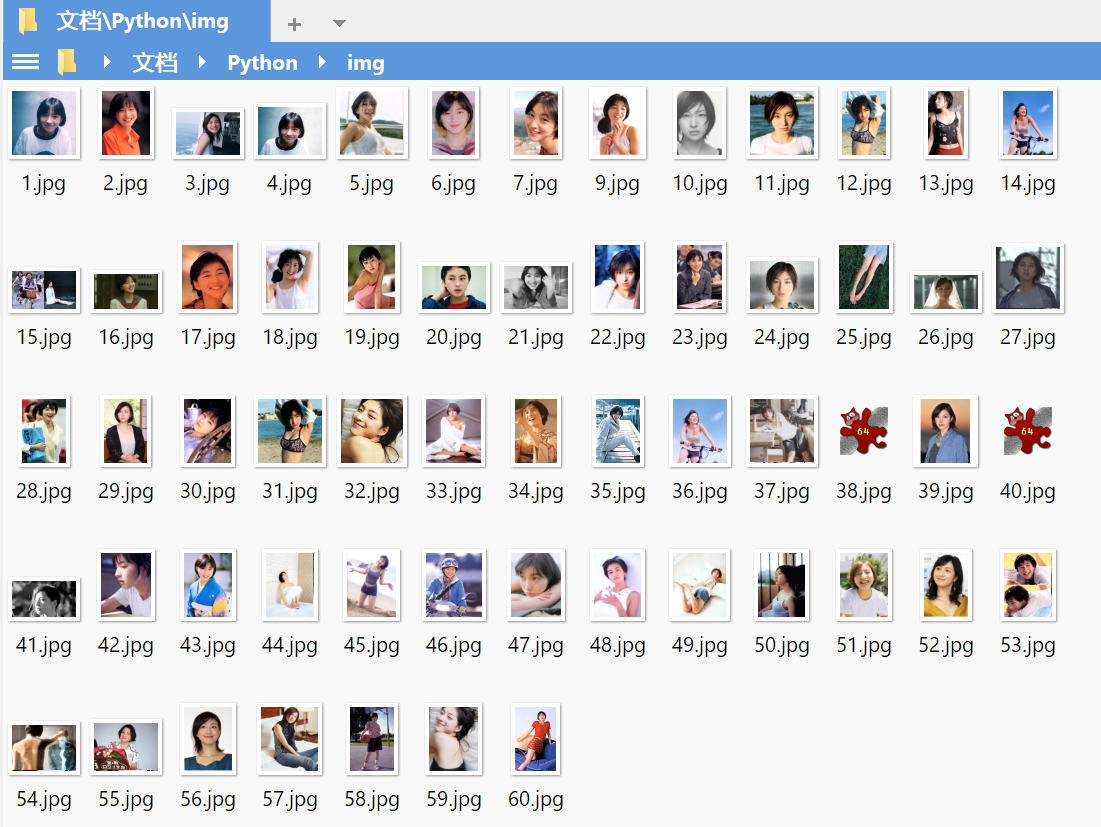 文档\Python\img
文档 Python img
1.jpg 2.jpg 3.jpg 4.jpg 5.jpg 6.jpg 7.jpg 9.jpg 10.jpg 11.jpg 12.jpg 13.jpg 14.jpg
15.jpg 16.jpg 17.jpg 18.jpg 19.jpg 20.jpg 21.jpg 22.jpg 23.jpg 24.jpg 25.jpg 26.jpg 27.jpg
64 64
28.jpg 29.jpg 30.jpg 31.jpg 32.jpg 33.jpg 34.jpg 35.jpg 36.jpg 37.jpg 38.jpg 39.jpg 40.jpg
41.jpg 42.jpg 43.jpg 44.jpg 45.jpg 46.jpg 47.jpg 48.jpg 49.jpg 50.jpg 51.jpg 52.jpg 53.jpg
54.jpg 55.jpg 56.jpg 57.jpg 58.jpg 59.jpg 60.jpg